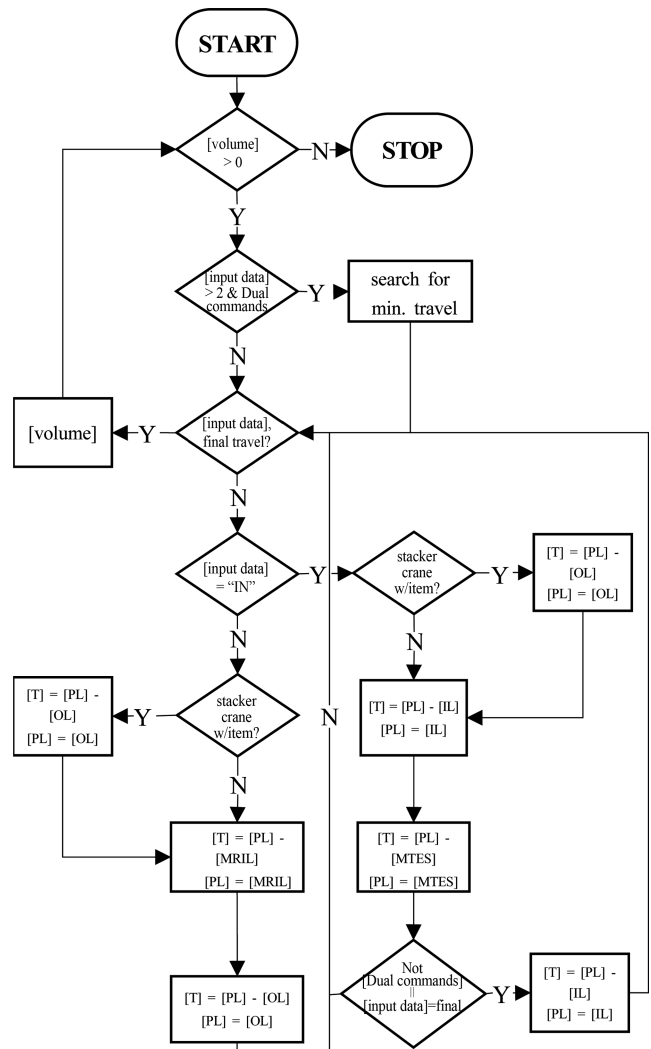 START
[volume]
> 0
N
STOP
Y
[input data]
> 2 & Dual
commands
Y
search for
min. travel
N
[volume]
Y
[input data],
final travel?
N
[input data]
= “IN”
Y
stacker
crane
w/item?
Y
[T] = [PL] -
[OL]
[PL] = [OL]
N
N
[T] = [PL] -
[OL]
[PL] = [OL]
Y
stacker
crane
w/item?
N
[T] = [PL] - [IL]
[PL] = [IL]
N
[T] = [PL] -
[MRIL]
[PL] = [MRIL]
[T] = [PL] -
[MTES]
[PL] = [MTES]
[T] = [PL] - [OL]
[PL] = [OL]
Not
[Dual commands]
||
[input data]=final
Y
[T] = [PL] -
[IL]
[PL] = [IL]